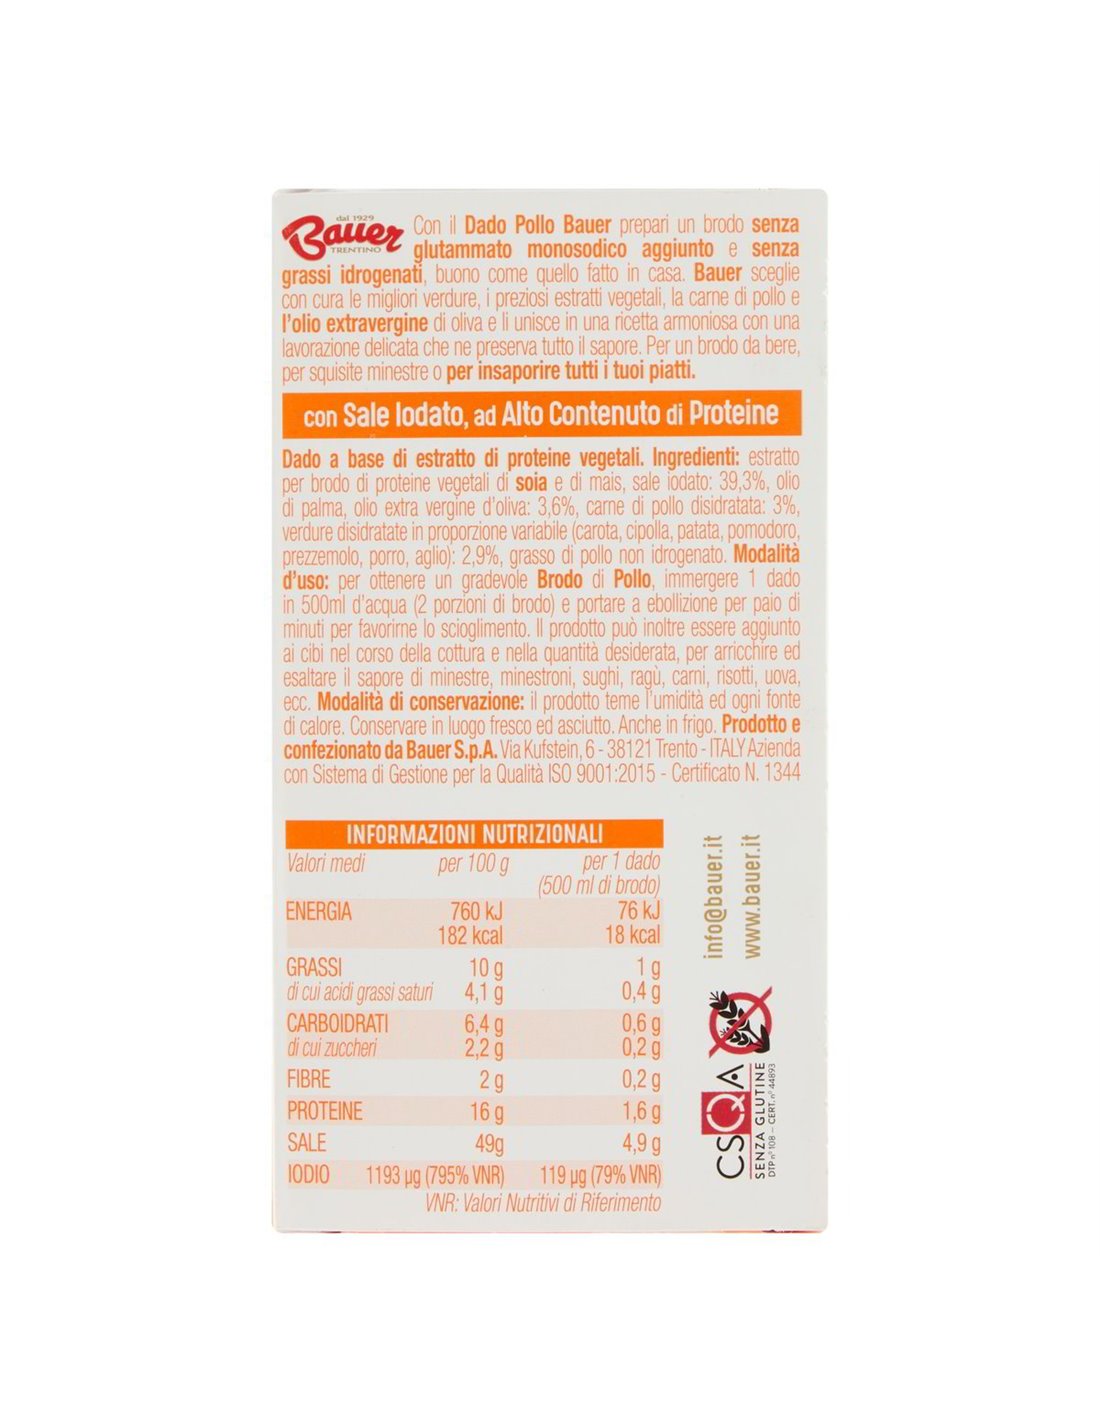 dal 1929
Bauer
TRENTINO
Con il Dado Pollo Bauer prepari un brodo senza
glutammato monosodico aggiunto e senza
grassi idrogenati, buono come quello fatto in casa. Bauer sceglie
con cura le migliori verdure, i preziosi estratti vegetali, la carne di pollo e
l'olio extravergine di oliva e li unisce in una ricetta armoniosa con una
lavorazione delicata che ne preserva tutto il sapore. Per un brodo da bere,
per squisite minestre o per insaporire tutti i tuoi piatti.
con Sale Iodato, ad Alto Contenuto di Proteine
Dado a base di estratto di proteine vegetali. Ingredienti: estratto
per brodo di proteine vegetali di soia e di mais, sale iodato: 39,3%, olio
di palma, olio extra vergine d'oliva: 3,6%, carne di pollo disidratata: 3%,
verdure disidratate in proporzione variabile (carota, cipolla, patata, pomodoro,
prezzemolo, porro, aglio): 2,9%, grasso di pollo non idrogenato. Modalità
d'uso: per ottenere un gradevole Brodo di Pollo, immergere 1 dado
in 500ml d'acqua (2 porzioni di brodo) e portare a ebollizione per paio di
minuti per favorirne lo scioglimento. Il prodotto può inoltre essere aggiunto
ai cibi nel corso della cottura e nella quantità desiderata, per arricchire ed
esaltare il sapore di minestre, minestroni, sughi, ragù, carni, risotti, uova,
ecc. Modalità di conservazione: il prodotto teme l'umidità ed ogni fonte
di calore. Conservare in luogo fresco ed asciutto. Anche in frigo. Prodotto e
confezionato da Bauer S.p.A. Via Kufstein, 6 - 38121 Trento - ITALY Azienda
con Sistema di Gestione per la Qualità ISO 9001:2015 - Certificato N. 1344
INFORMAZIONI NUTRIZIONALI
Valori medi per 100 g per 1 dado
(500 ml di brodo)
ENERGIA 760 kJ 76 kJ
182 kcal 18 kcal
GRASSI 10 g 1 g
di cui acidi grassi saturi 4,1 g 0,4 g
CARBOIDRATI 6,4 g 0,6 g
di cui zuccheri 2,2 g 0,2 g
FIBRE 2 g 0,2 g
PROTEINE 16 g 1,6 g
SALE 49g 4,9 g
IODIO 1193 µg (795% VNR) 119 µg (79% VNR)
VNR: Valori Nutritivi di Riferimento
info@bauer.it
www.bauer.it
CSQA
SENZA GLUTINE
DTP n° 108 – CERT. n° 44893